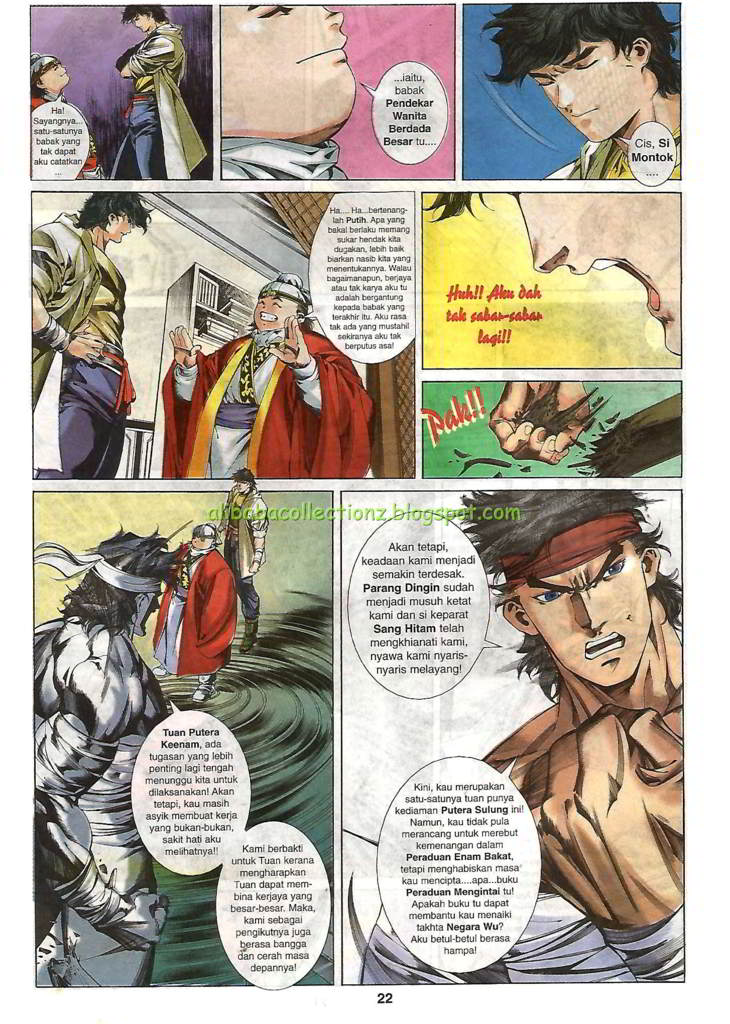 Ha!
Sayangnya...
satu-satunya
babak yang
tak dapat
aku catatkan
...
...iaitu,
babak
Pendekar
Wanita
Berdada
Besar tu....
Cis, Si
Montok
....
Ha.... Ha...bertenang-
lah Putih. Apa yang
bakal berlaku memang
sukar hendak kita
dugakan, lebih baik
biarkan nasib kita yang
menentukannya. Walau
bagaimanapun, berjaya
atau tak karya aku tu
adalah bergantung
kepada babak yang
terakhir itu. Aku rasa
tak ada yang mustahil
sekiranya aku tak
berputus asa!
Huh!! Aku dah
tak sabar-sabar
lagi!!
Pak!!
alibabacollectionz.blogspot.com
Tuan Putera
Keenam, ada
tugasan yang lebih
penting lagi tengah
menunggu kita untuk
dilaksanakan! Akan
tetapi, kau masih
asyik membuat kerja
yang bukan-bukan,
sakit hati aku
melihatnya!!
Kami berbakti
untuk Tuan kerana
mengharapkan
Tuan dapat mem-
bina kerjaya yang
besar-besar. Maka,
kami sebagai
pengikutnya juga
berasa bangga
dan cerah masa
depannya!
Akan tetapi,
keadaan kami menjadi
semakin terdesak.
Parang Dingin sudah
menjadi musuh ketat
kami dan si keparat
Sang Hitam telah
mengkhianati kami,
nyawa kami nyaris-
nyaris melayang!
Kini, kau merupakan
satu-satunya tuan punya
kediaman Putera Sulung ini!
Namun, kau tidak pula
merancang untuk merebut
kemenangan dalam
Peraduan Enam Bakat,
tetapi menghabiskan masa
kau mencipta....apa...buku
Peraduan Mengintai tu!
Apakah buku tu dapat
membantu kau menaiki
takhta Negara Wu?
Aku betul-betul berasa
hampa!
22